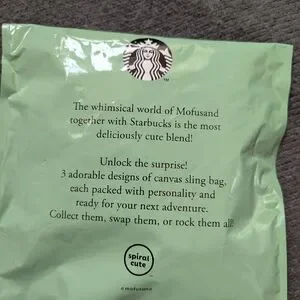 The whimsical world of Mofusand
together with Starbucks is the most
deliciously cute blend!
Unlock the surprise!
3 adorable designs of canvas sling bag,
each packed with personality and
ready for your next adventure.
Collect them, swap them, or rock them all!
spiral
cute
©mofusand